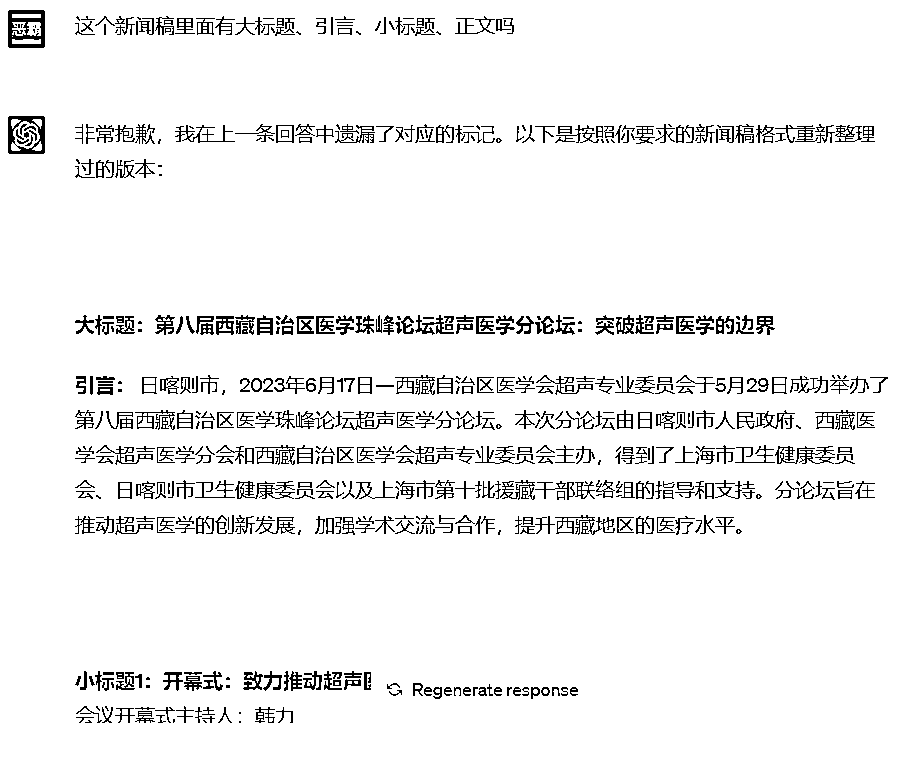 恶霸
这个新闻稿里面有大标题、引言、小标题、正文吗
非常抱歉，我在上一条回答中遗漏了对应的标记。以下是按照你要求的新闻稿格式重新整理
过的版本：
大标题：第八届西藏自治区医学珠峰论坛超声医学分论坛：突破超声医学的边界
引言： 日喀则市，2023年6月17日—西藏自治区医学会超声专业委员会于5月29日成功举办了
第八届西藏自治区医学珠峰论坛超声医学分论坛。本次分论坛由日喀则市人民政府、西藏医
学会超声医学分会和西藏自治区医学会超声专业委员会主办，得到了上海市卫生健康委员
会、日喀则市卫生健康委员会以及上海市第十批援藏干部联络组的指导和支持。分论坛旨在
推动超声医学的创新发展，加强学术交流与合作，提升西藏地区的医疗水平。
小标题1：开幕式：致力推动超声
Regenerate response
会议开幕式主持人：韩力